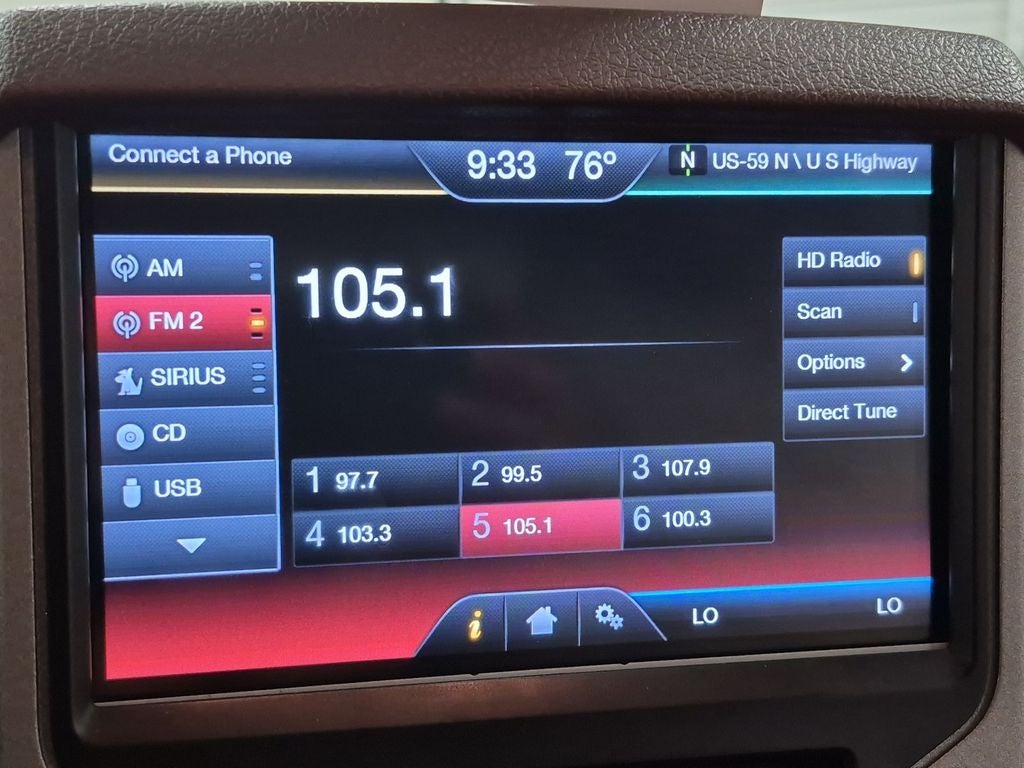 Connect a Phone
9:33 76°
N US-59 N \ U S Highway
AM
FM 2
SIRIUS
CD
USB
105.1
HD Radio
Scan
Options
Direct Tune
1 97.7
2 99.5
3 107.9
4 103.3
5 105.1
6 100.3
i
LO
LO